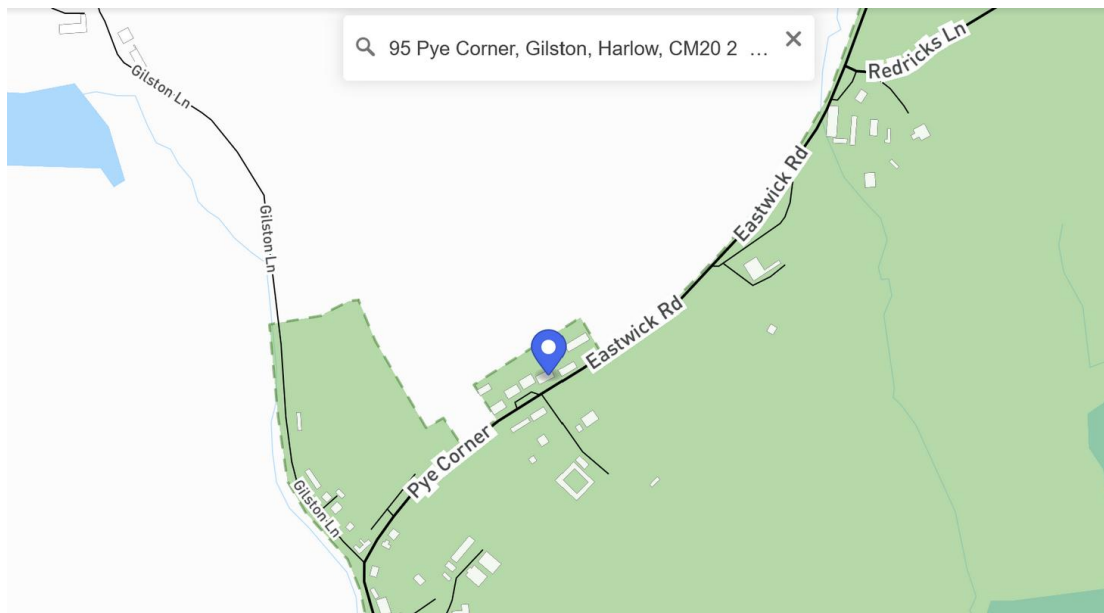 95 Pye Corner, Gilston, Harlow, CM20 2 ...
Gilston Ln
Redricks Ln
Eastwick Rd
Gilston Ln
Eastwick Rd
Pye Corner
Gilston Ln